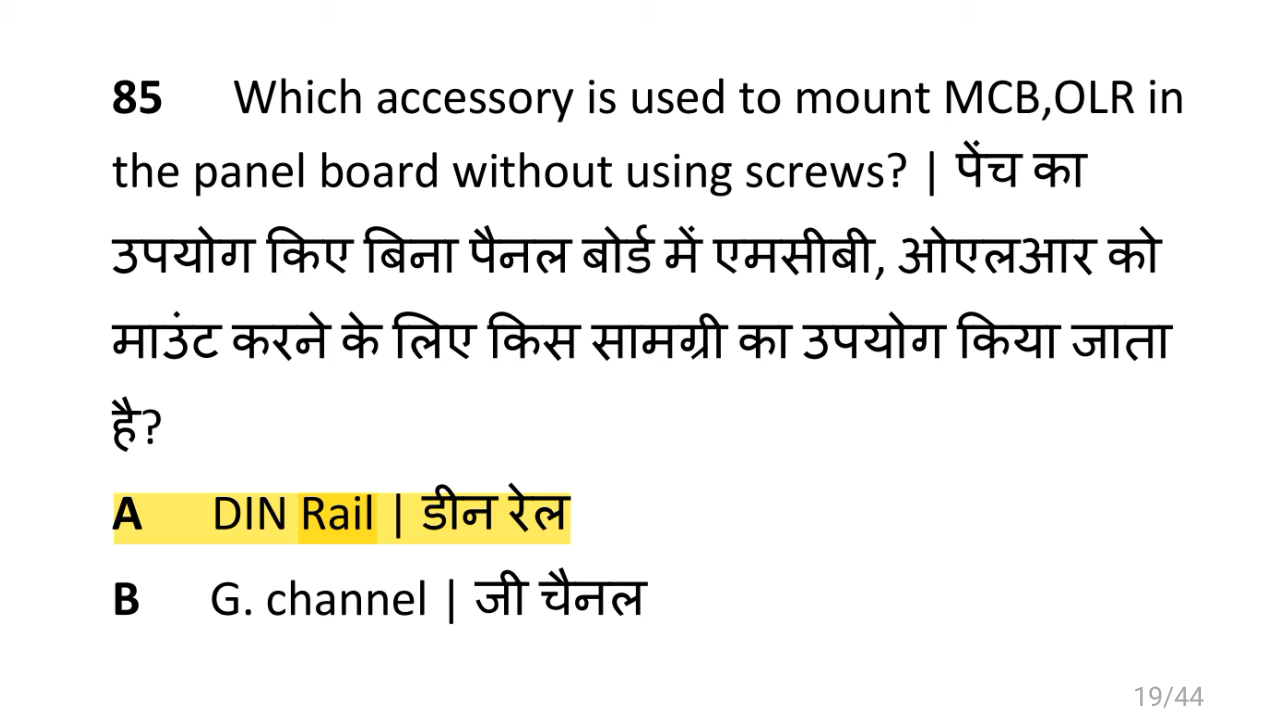 85 Which accessory is used to mount MCB,OLR in
the panel board without using screws? | पेंच का
उपयोग किए बिना पैनल बोर्ड में एमसीबी, ओएलआर को
माउंट करने के लिए किस सामग्री का उपयोग किया जाता
है?
A DIN Rail | डीन रेल
B G. channel | जी चैनल
19/44